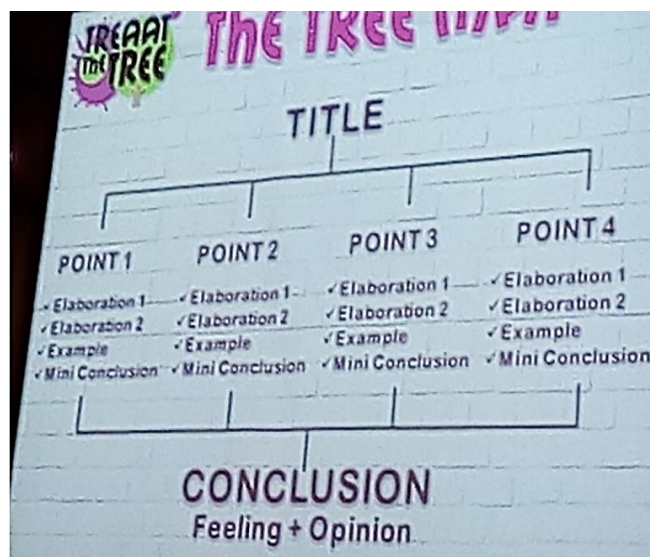 TREAAT
The TREE
The TREE MAP
TITLE
POINT 1
✓Elaboration 1
✓Elaboration 2
✓Example
✓Mini Conclusion
POINT 2
✓Elaboration 1
✓Elaboration 2
✓Example
✓Mini Conclusion
POINT 3
✓Elaboration 1
✓Elaboration 2
✓Example
✓Mini Conclusion
POINT 4
✓Elaboration 1
✓Elaboration 2
✓Example
✓Mini Conclusion
CONCLUSION
Feeling + Opinion